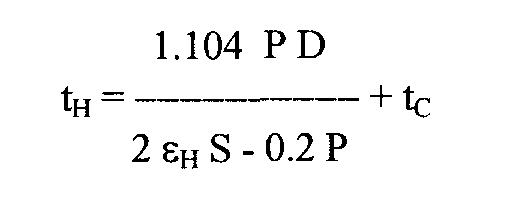 1.104 P D
t_H = ———————— + t_C
2 ε_H S - 0.2 P